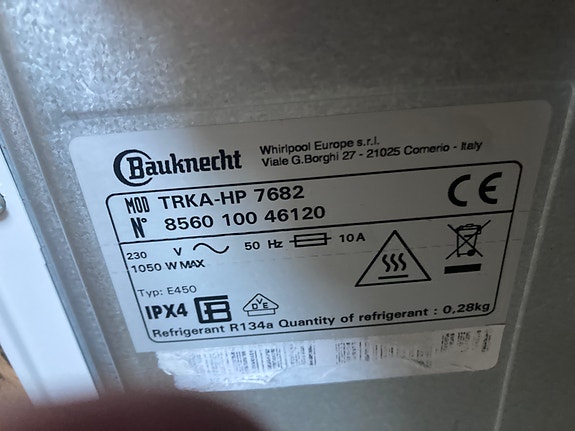 Bauknecht
Whirlpool Europe s.r.l.
Viale G.Borghi 27 - 21025 Comerio - Italy
MOD TRKA-HP 7682
N° 8560 100 46120
CE
230 V 50 Hz 10A
1050 W MAX
Typ: E450
IPX4
VDE
Refrigerant R134a Quantity of refrigerant : 0,28kg